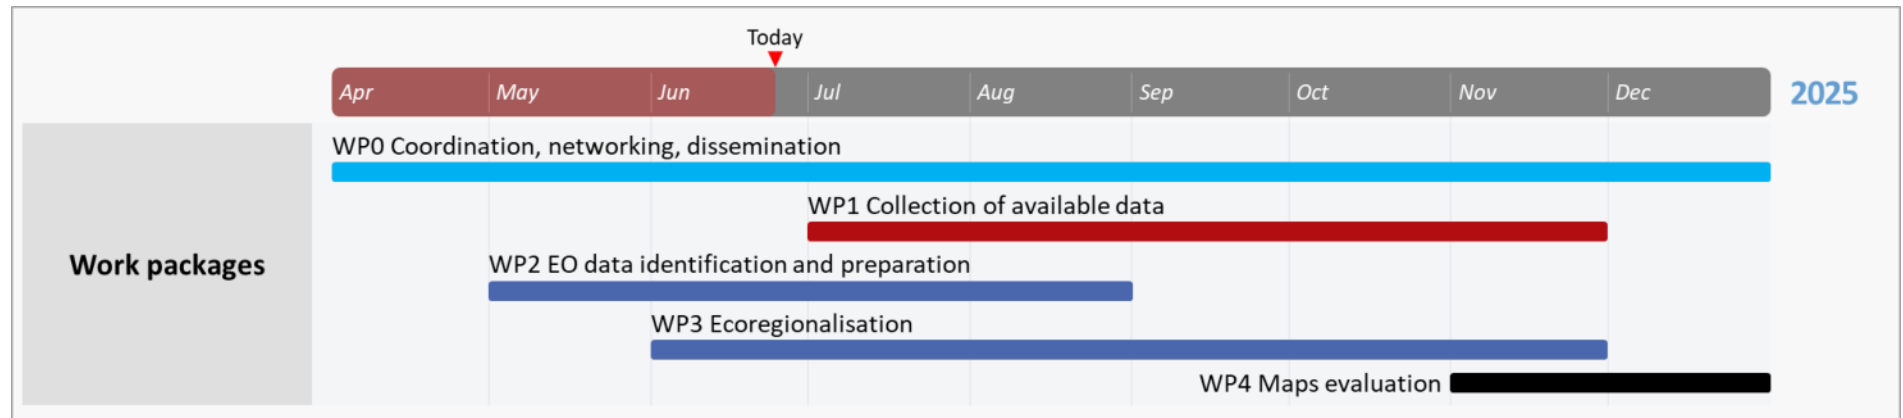 Today
Apr May Jun Jul Aug Sep Oct Nov Dec 2025
WP0 Coordination, networking, dissemination
WP1 Collection of available data
Work packages
WP2 EO data identification and preparation
WP3 Ecoregionalisation
WP4 Maps evaluation